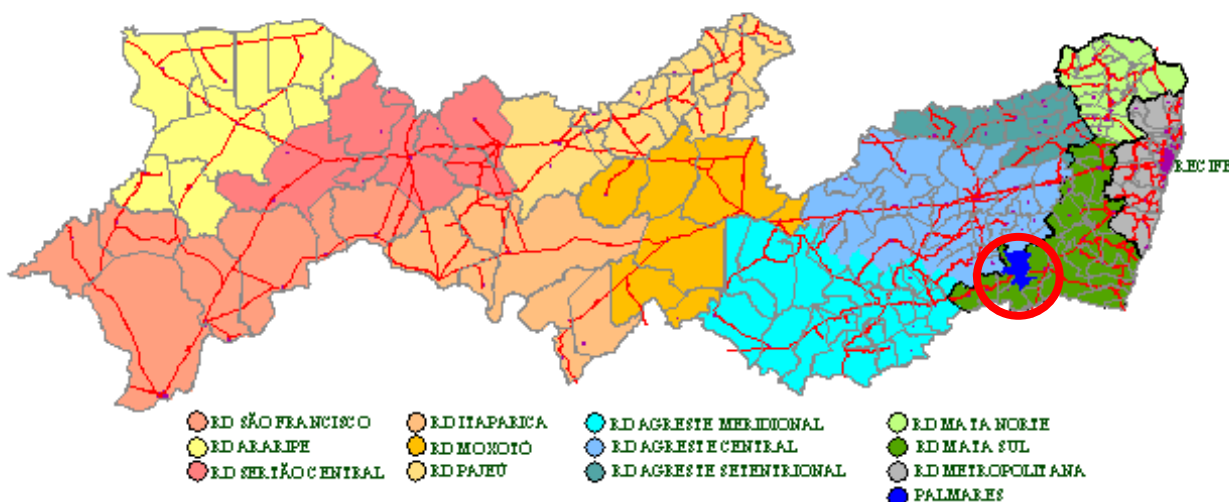 RECIFE
RD SÃO FRANCISCO
RD ARARIPE
RD SERTÃO CENTRAL
RD ITAPARICA
RD MOXOTÓ
RD PAJEÚ
RD AGRESTE MERIDIONAL
RD AGRESTE CENTRAL
RD AGRESTE SETENTRIONAL
RD MATA NORTE
RD MATA SUL
RD METROPOLITANA
PALMARES